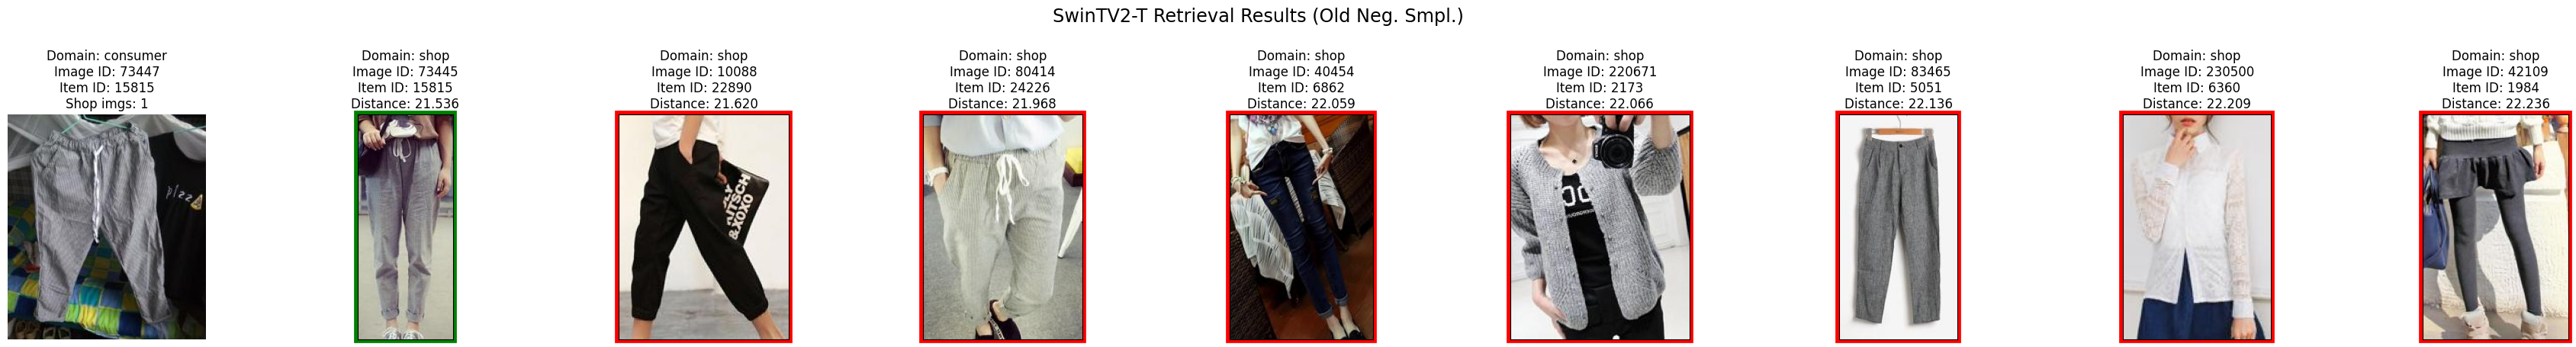 SwinTV2-T Retrieval Results (Old Neg. Smpl.)
Domain: consumer
Image ID: 73447
Item ID: 15815
Shop imgs: 1
Domain: shop
Image ID: 73445
Item ID: 15815
Distance: 21.536
Domain: shop
Image ID: 10088
Item ID: 22890
Distance: 21.620
Domain: shop
Image ID: 80414
Item ID: 24226
Distance: 21.968
Domain: shop
Image ID: 40454
Item ID: 6862
Distance: 22.059
Domain: shop
Image ID: 220671
Item ID: 2173
Distance: 22.066
Domain: shop
Image ID: 83465
Item ID: 5051
Distance: 22.136
Domain: shop
Image ID: 230500
Item ID: 6360
Distance: 22.209
Domain: shop
Image ID: 42109
Item ID: 1984
Distance: 22.236